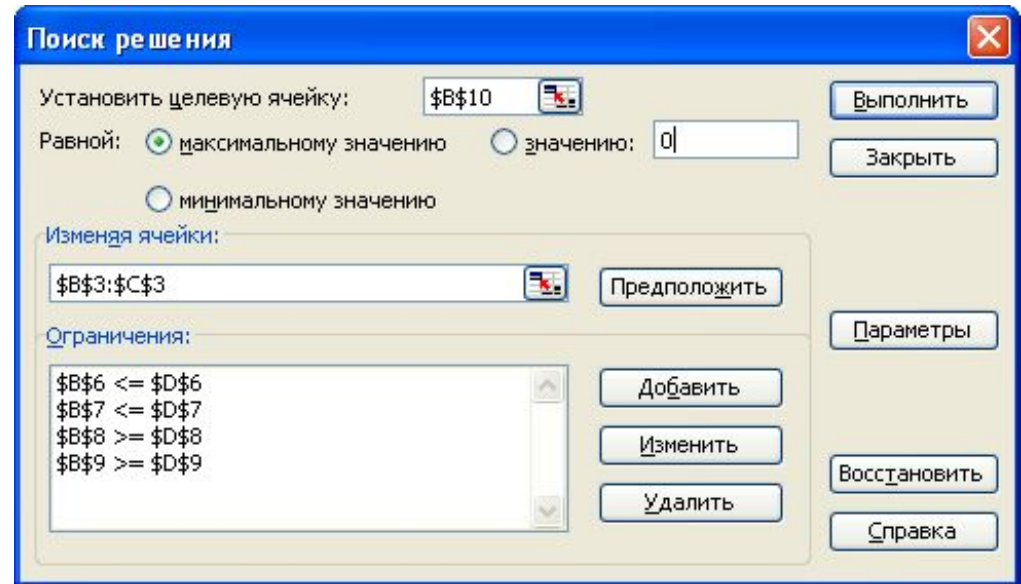 Поиск решения
Установить целевую ячейку: $B$10 Выполнить
Равной: максимальному значению значению: 0 Закрыть
минимальному значению
Изменяя ячейки:
$B$3:$C$3 Предположить
Ограничения: Параметры
$B$6 <= $D$6 Добавить
$B$7 <= $D$7
$B$8 >= $D$8 Изменить
$B$9 >= $D$9
Восстановить
Удалить
Справка